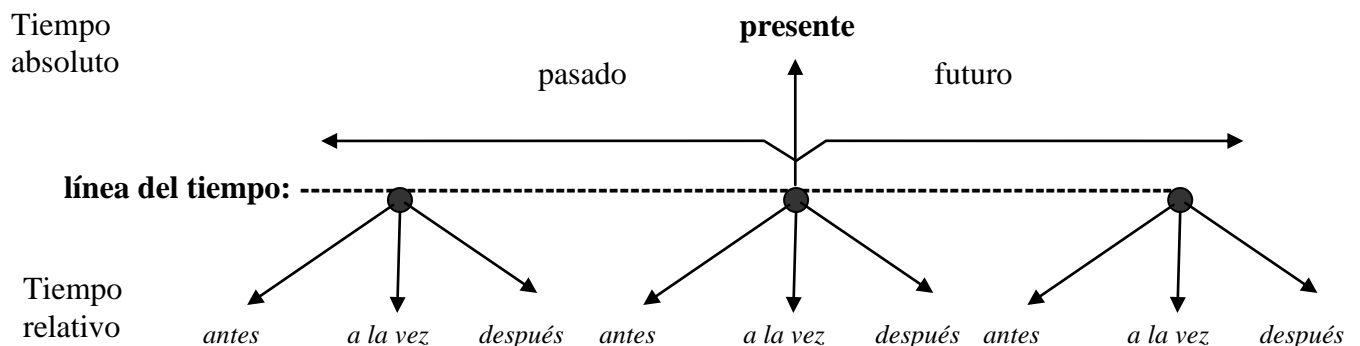 Tiempo
absoluto
presente
pasado futuro
línea del tiempo:
Tiempo
relativo
antes a la vez después antes a la vez después antes a la vez después